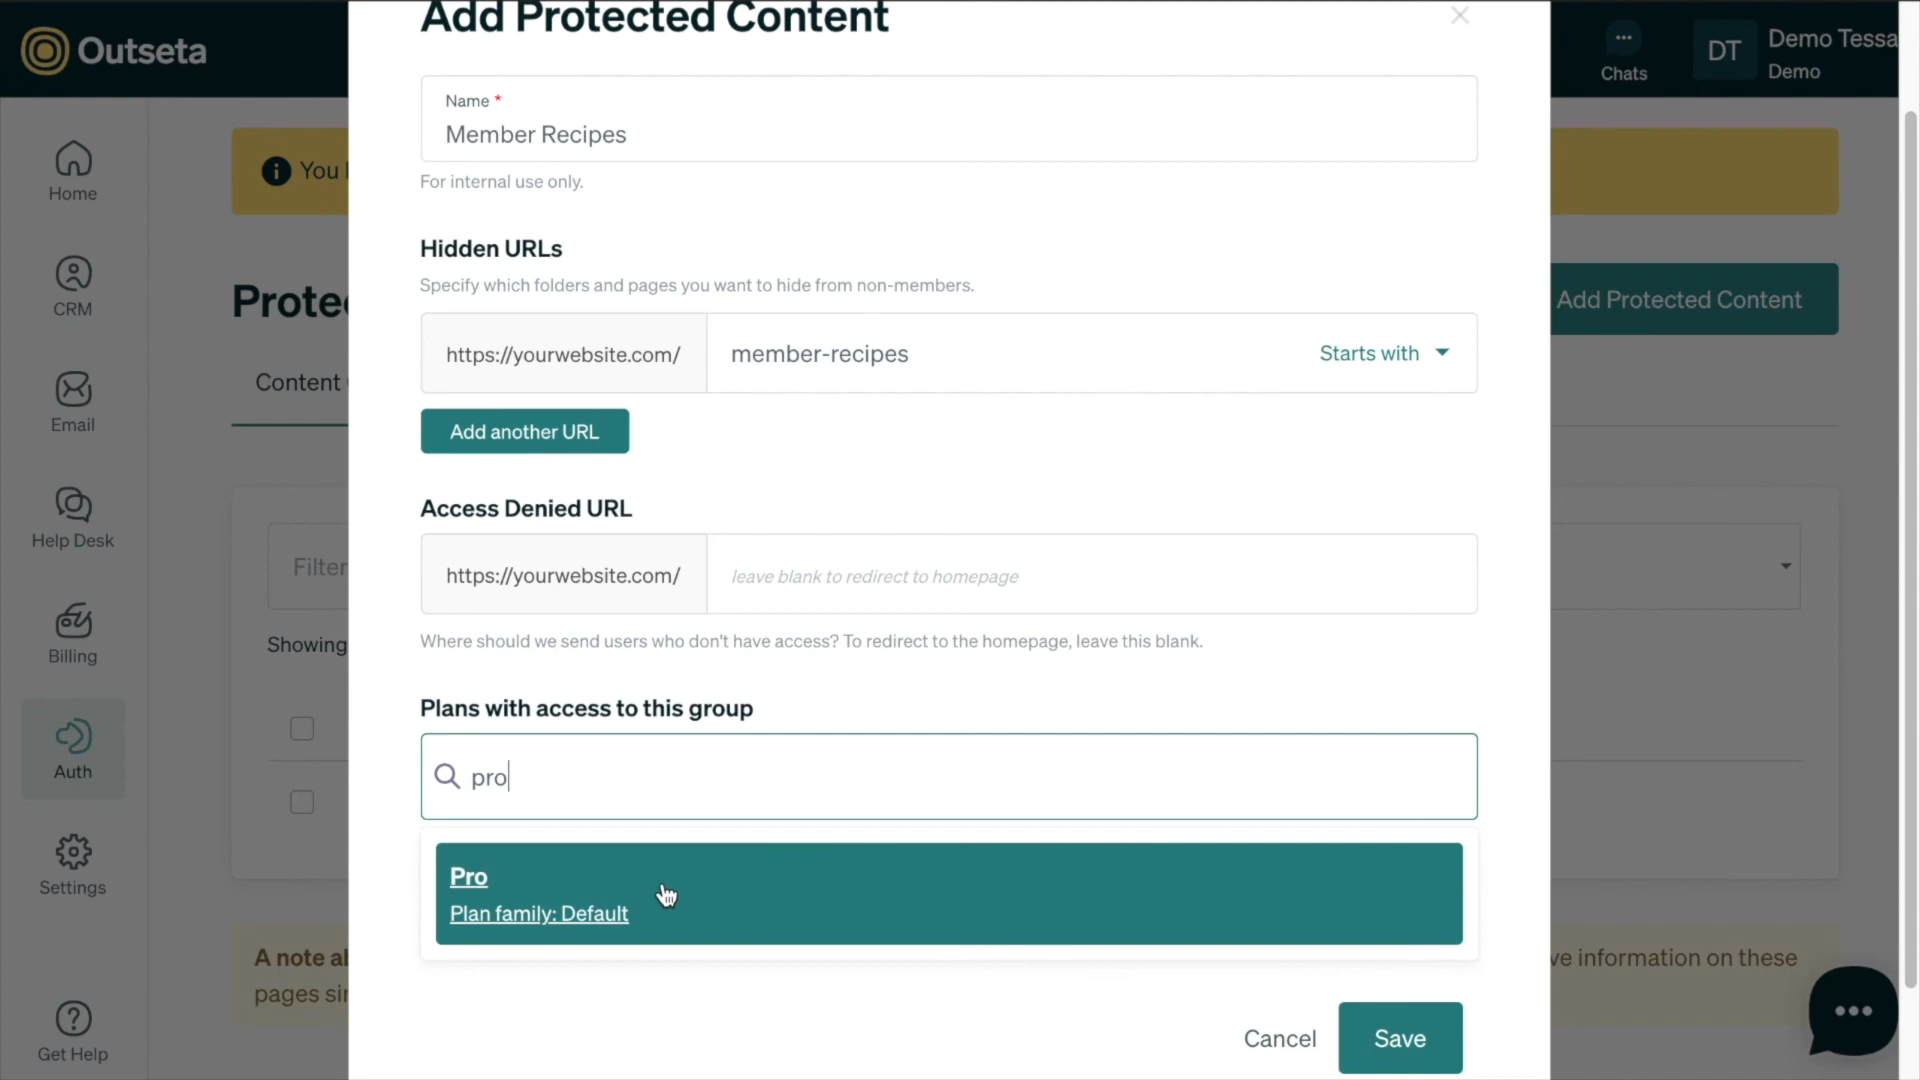 Outseta
Add Protected Content
Chats
DT
Demo Tessa
Demo
Home
CRM
Email
Help Desk
Billing
Auth
Settings
Get Help
You
Prote
Add Protected Content
Content
Filter
Showing
A note
ve information on these
pages
Name *
Member Recipes
For internal use only.
Hidden URLs
Specify which folders and pages you want to hide from non-members.
https://yourwebsite.com/ member-recipes Starts with
Add another URL
Access Denied URL
https://yourwebsite.com/ leave blank to redirect to homepage
Where should we send users who don't have access? To redirect to the homepage, leave this blank.
Plans with access to this group
pro
Pro
Plan family: Default
Cancel
Save